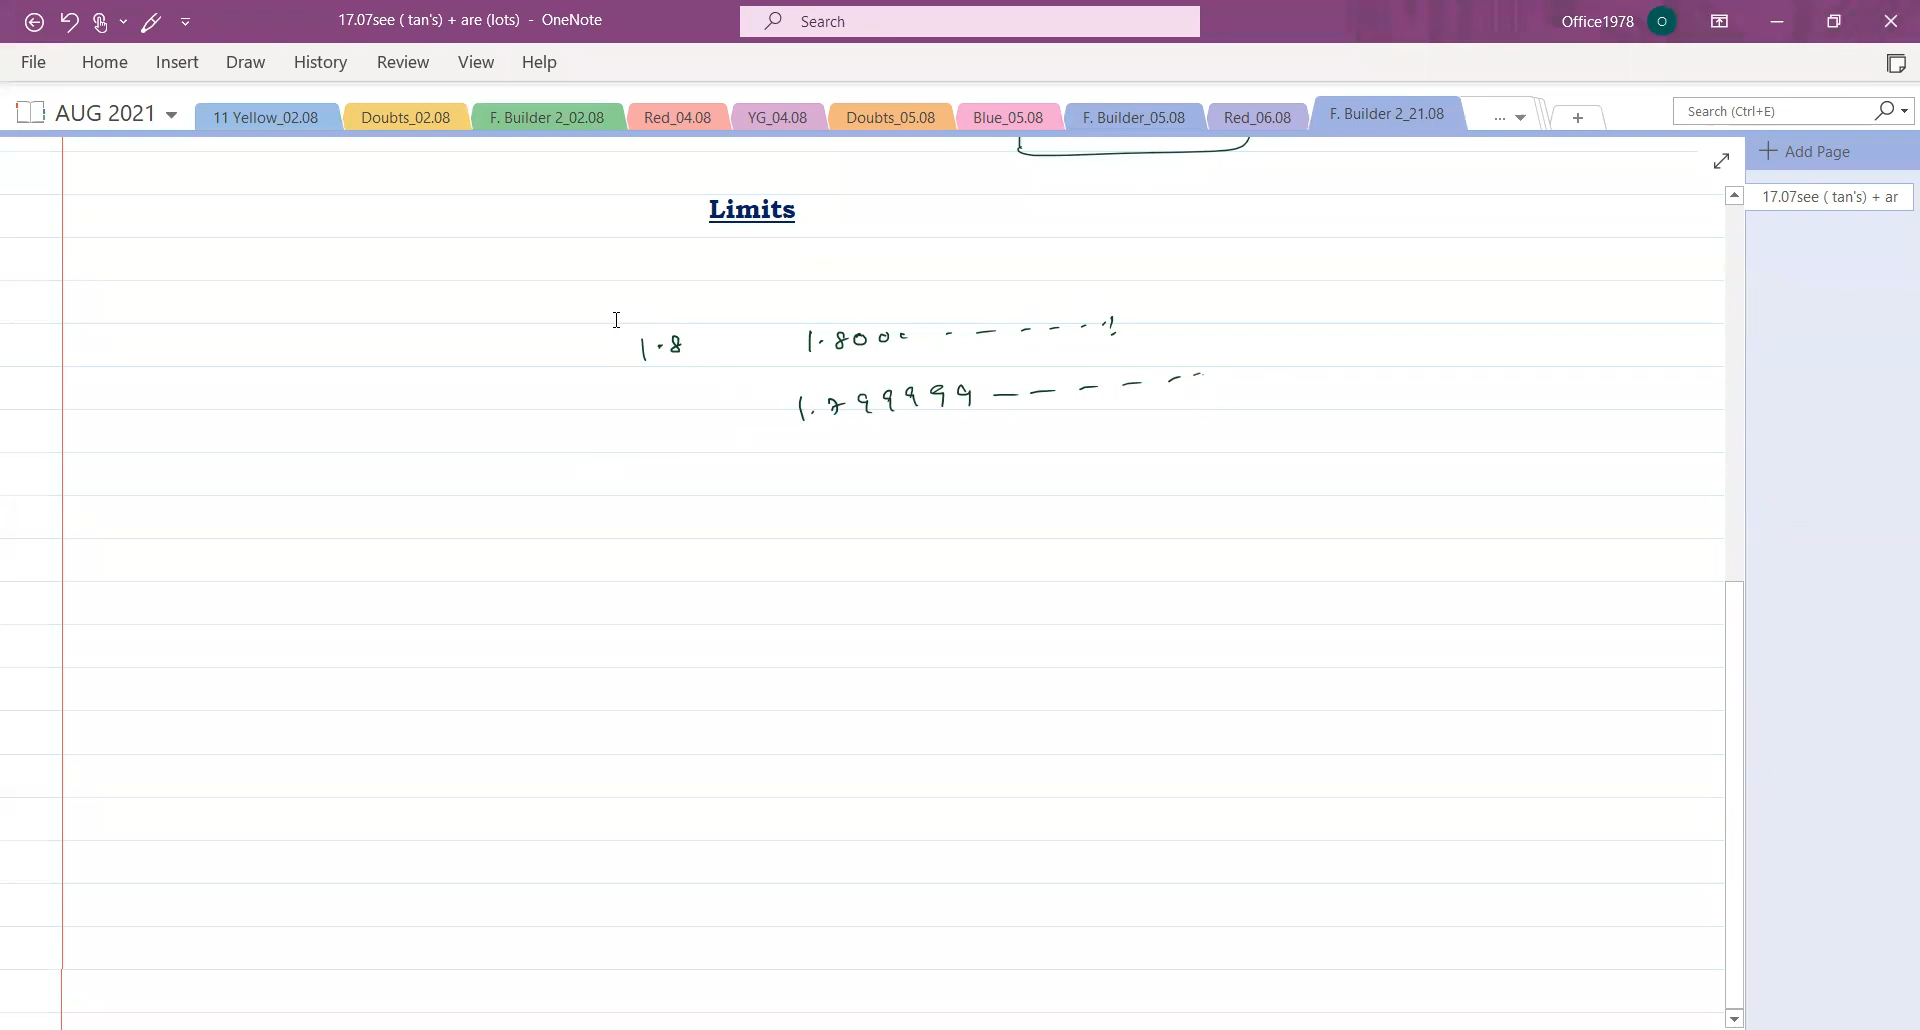 17.07see ( tan's) + are (lots) - OneNote
Search
Office1978
O
File Home Insert Draw History Review View Help
AUG 2021
11 Yellow_02.08 Doubts_02.08 F. Builder 2_02.08 Red_04.08 YG_04.08 Doubts_05.08 Blue_05.08 F. Builder_05.08 Red_06.08 F. Builder 2_21.08 ...
Search (Ctrl+E)
Add Page
17.07see ( tan's) + ar
Limits
1.8 1.8000 - - - - - -
1.799999 - - - - - -